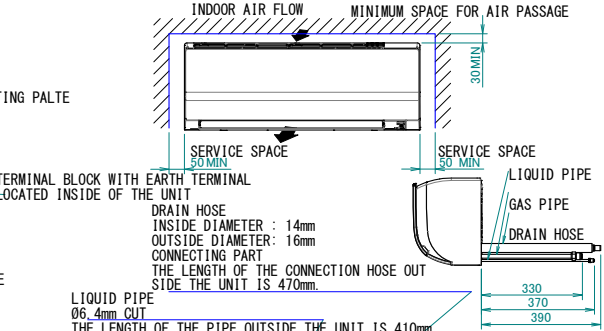 INDOOR AIR FLOW
MINIMUM SPACE FOR AIR PASSAGE
30MIN
TING PALTE
SERVICE SPACE
50MIN
SERVICE SPACE
50 MIN
TERMINAL BLOCK WITH EARTH TERMINAL
LOCATED INSIDE OF THE UNIT
LIQUID PIPE
GAS PIPE
DRAIN HOSE
DRAIN HOSE
INSIDE DIAMETER : 14mm
OUTSIDE DIAMETER: 16mm
CONNECTING PART
THE LENGTH OF THE CONNECTION HOSE OUT
SIDE THE UNIT IS 470mm.
E
LIQUID PIPE
Ø6.4mm CUT
THE LENGTH OF THE PIPE OUTSIDE THE UNIT IS 410mm
330
370
390